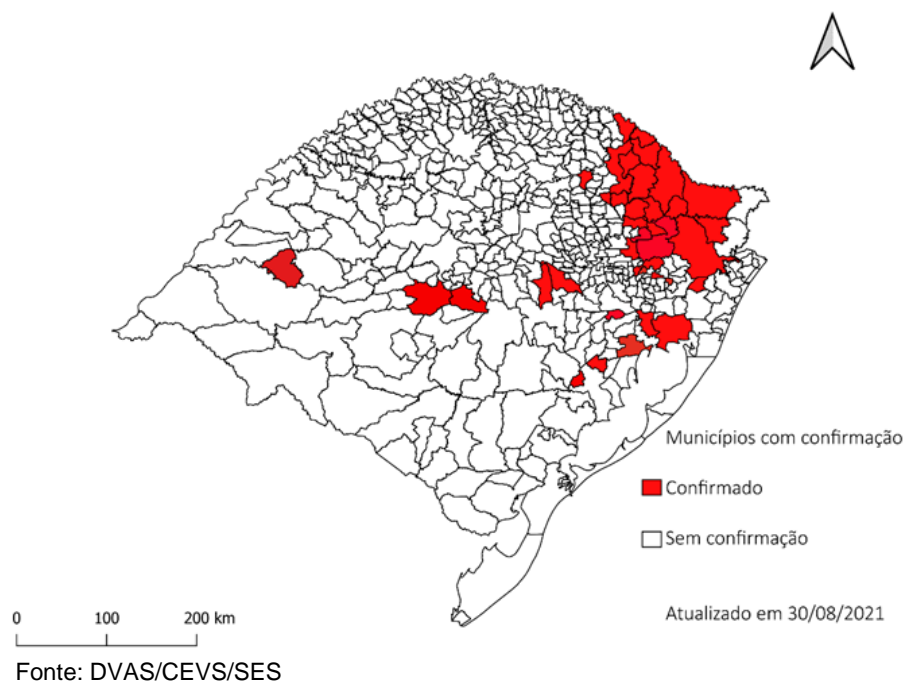 Municípios com confirmação
Confirmado
Sem confirmação
Atualizado em 30/08/2021
0 100 200 km
Fonte: DVAS/CEVS/SES